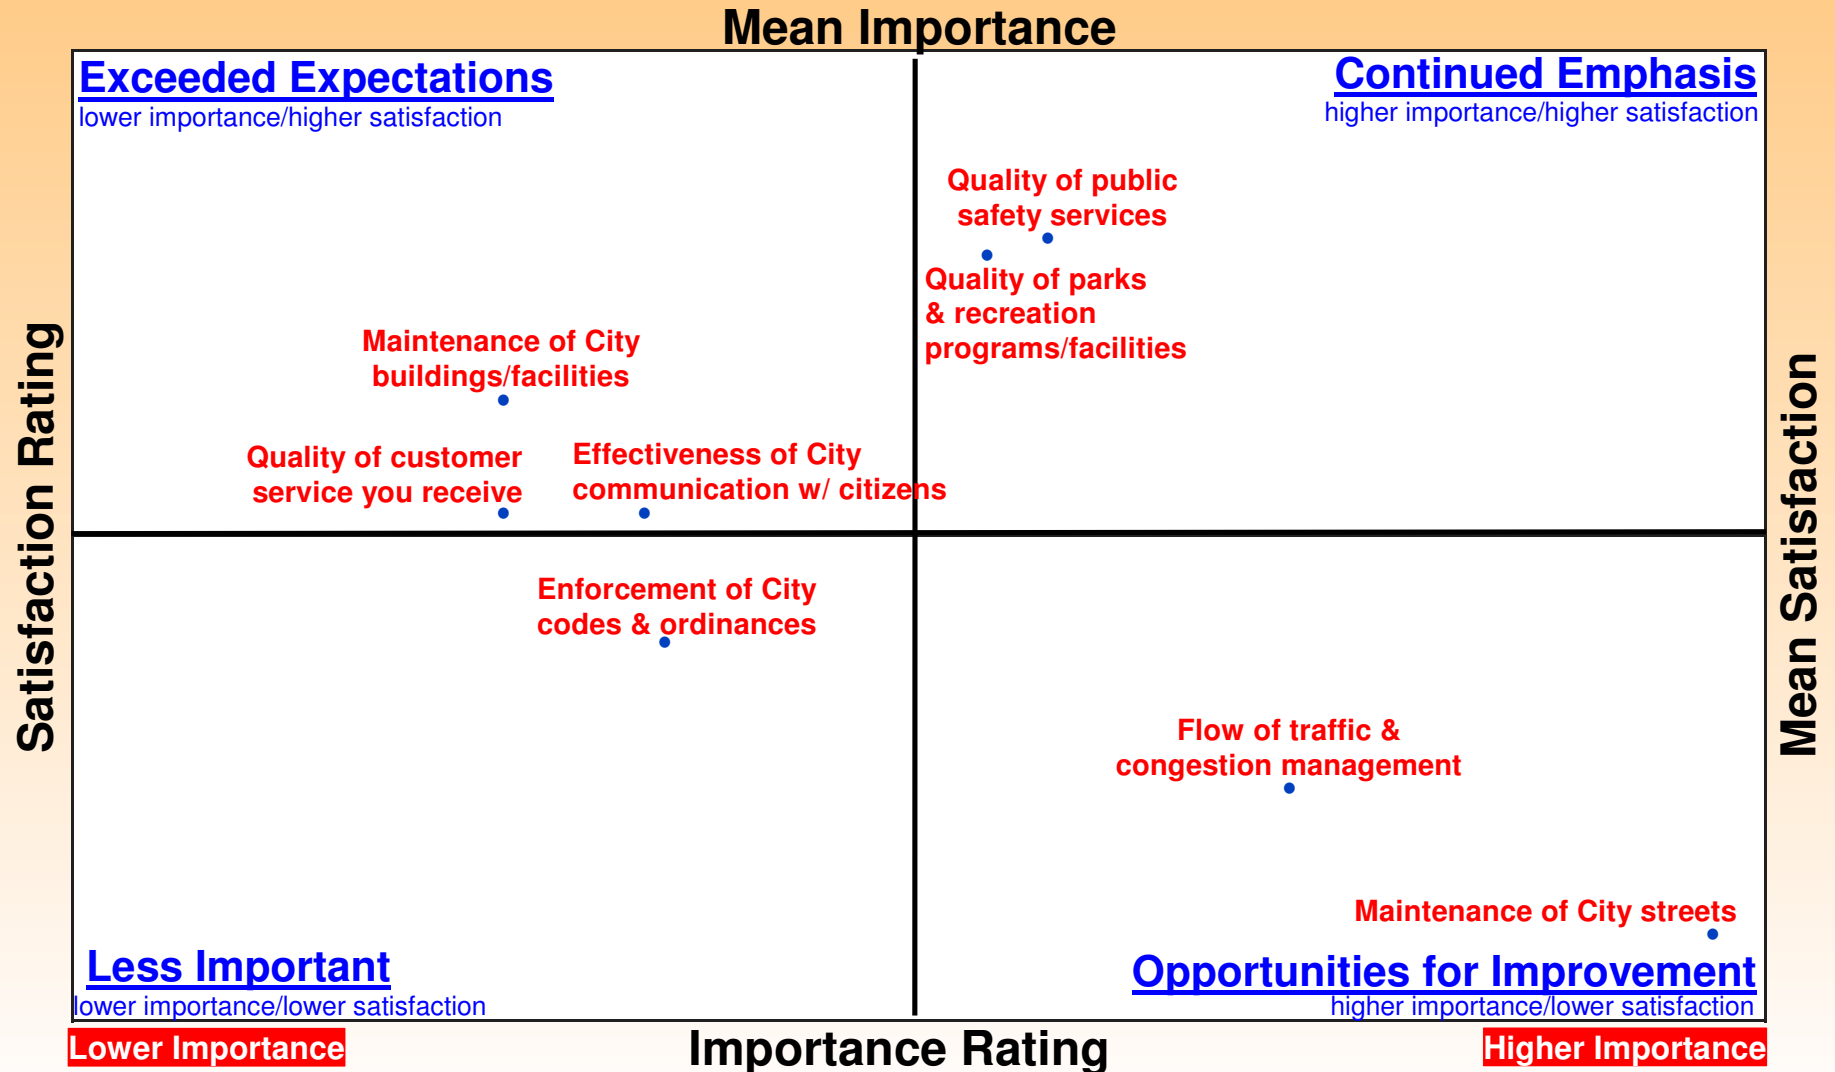 Mean Importance
Exceeded Expectations
lower importance/higher satisfaction
Continued Emphasis
higher importance/higher satisfaction
Quality of public
safety services
Quality of parks
& recreation
programs/facilities
Maintenance of City
buildings/facilities
Quality of customer
service you receive
Effectiveness of City
communication w/ citizens
Satisfaction Rating
Mean Satisfaction
Enforcement of City
codes & ordinances
Flow of traffic &
congestion management
Maintenance of City streets
Less Important
lower importance/lower satisfaction
Opportunities for Improvement
higher importance/lower satisfaction
Lower Importance
Importance Rating
Higher Importance